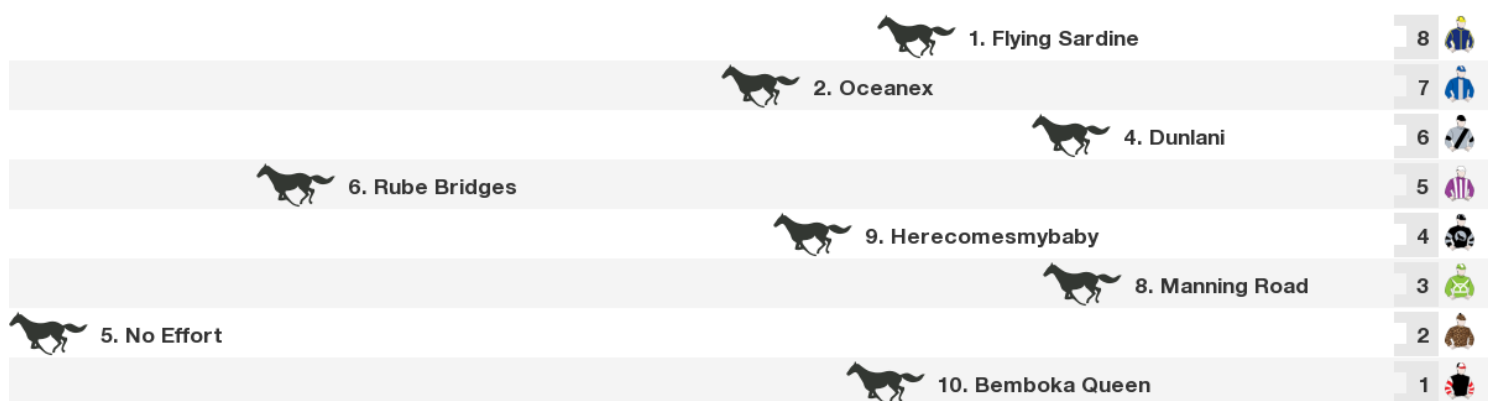 1. Flying Sardine 8
2. Oceanex 7
4. Dunlani 6
6. Rube Bridges 5
9. Herecomesmybaby 4
8. Manning Road 3
5. No Effort 2
10. Bemboka Queen 1